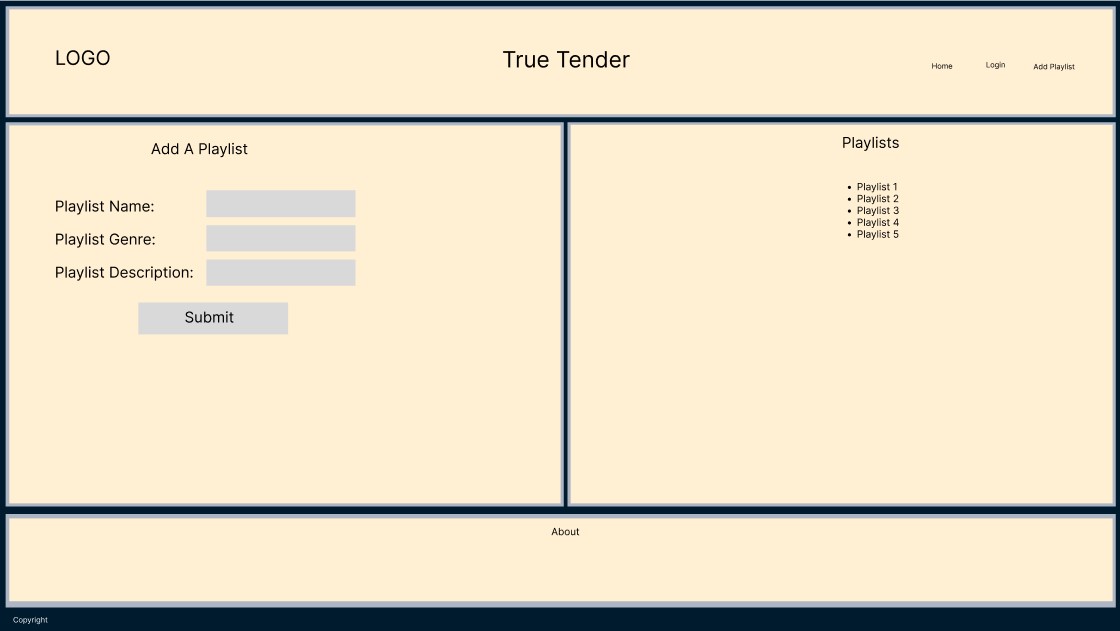 LOGO
True Tender
Home
Login
Add Playlist
Add A Playlist
Playlist Name:
Playlist Genre:
Playlist Description:
Submit
Playlists
• Playlist 1
• Playlist 2
• Playlist 3
• Playlist 4
• Playlist 5
About
Copyright